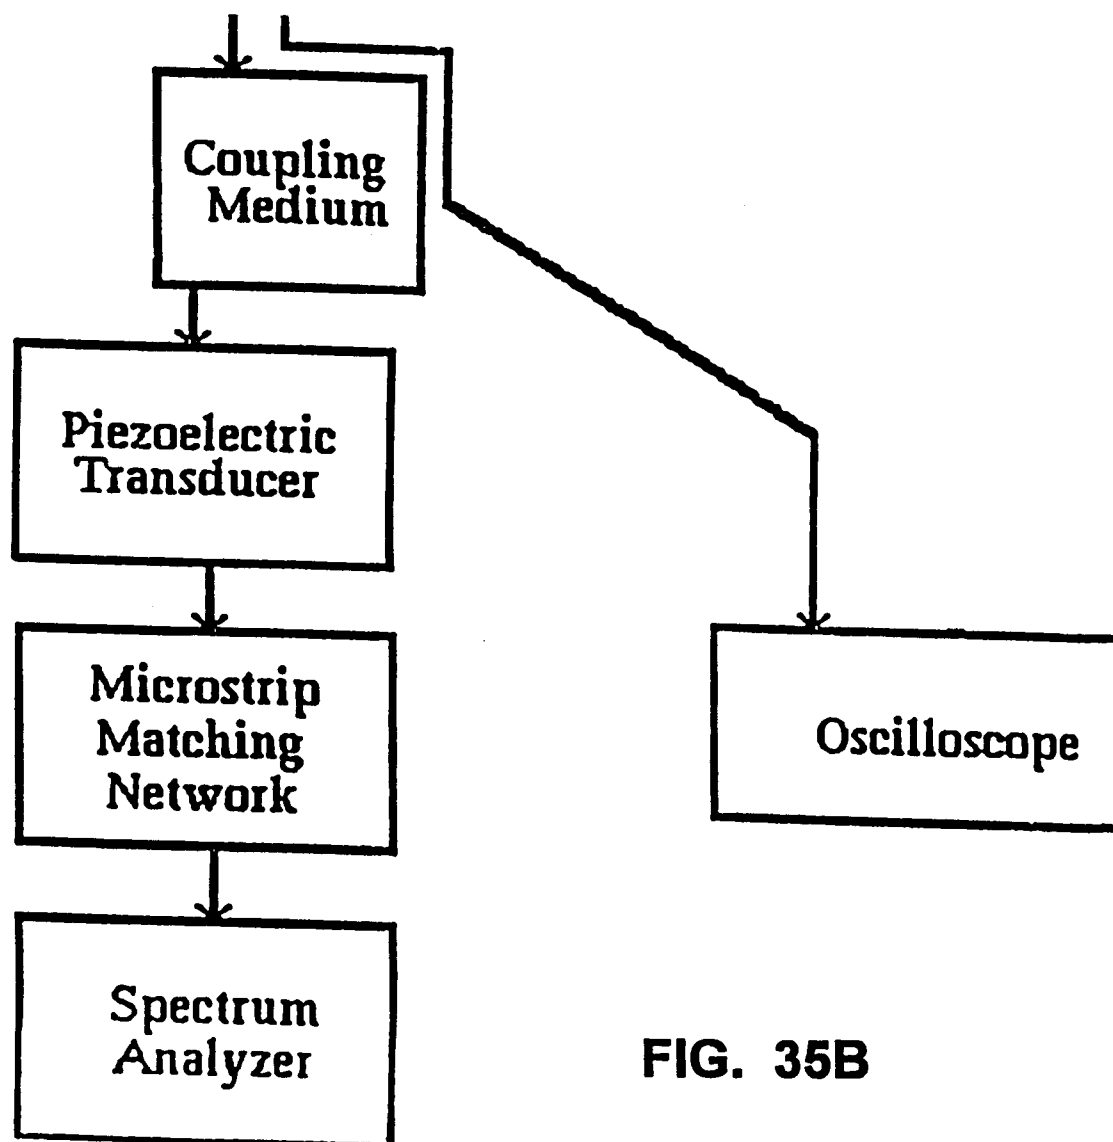 Coupling
Medium
Piezoelectric
Transducer
Microstrip
Matching
Network
Oscilloscope
Spectrum
Analyzer
FIG. 35B